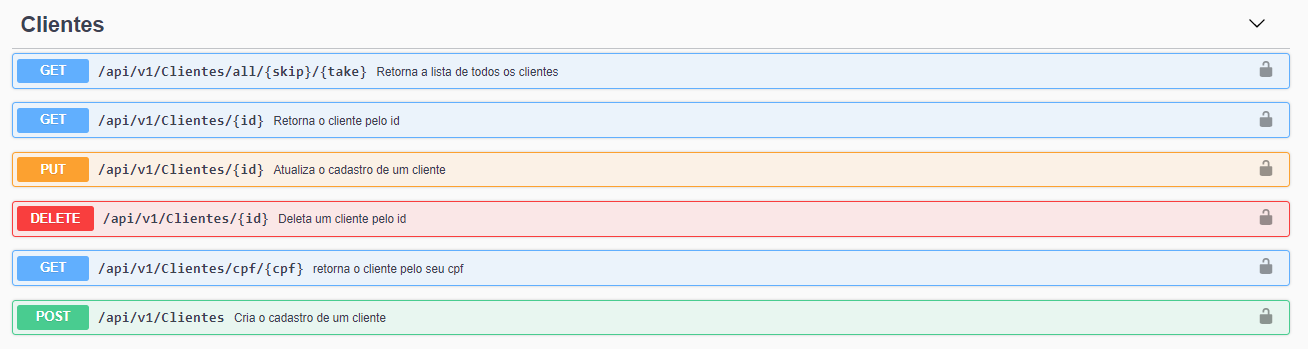 Clientes
GET /api/v1/Clientes/all/{skip}/{take} Retorna a lista de todos os clientes
GET /api/v1/Clientes/{id} Retorna o cliente pelo id
PUT /api/v1/Clientes/{id} Atualiza o cadastro de um cliente
DELETE /api/v1/Clientes/{id} Deleta um cliente pelo id
GET /api/v1/Clientes/cpf/{cpf} retorna o cliente pelo seu cpf
POST /api/v1/Clientes Cria o cadastro de um cliente